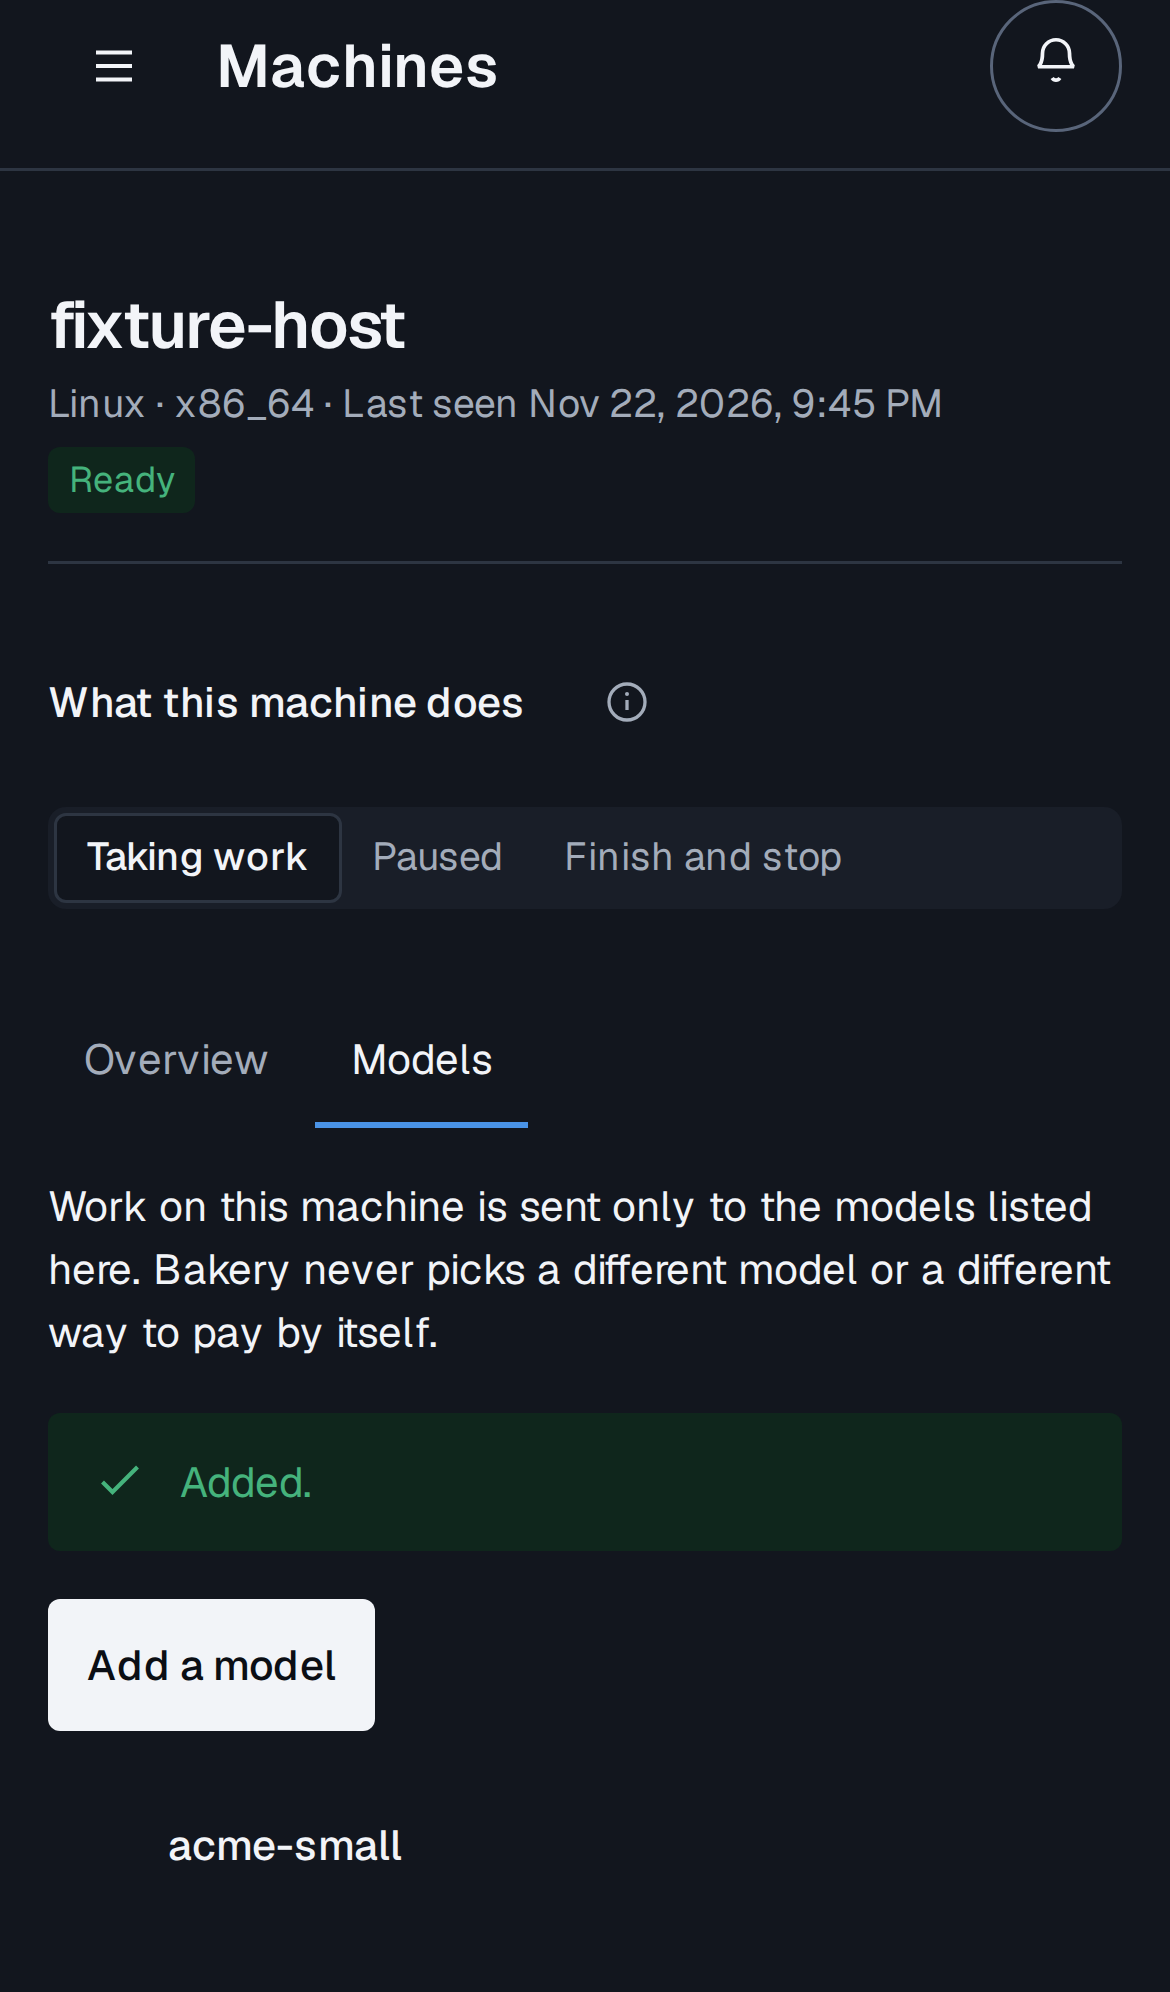 Machines
fixture-host
Linux · x86_64 · Last seen Nov 22, 2026, 9:45 PM
Ready
What this machine does
Taking work Paused Finish and stop
Overview Models
Work on this machine is sent only to the models listed
here. Bakery never picks a different model or a different
way to pay by itself.
Added.
Add a model
acme-small